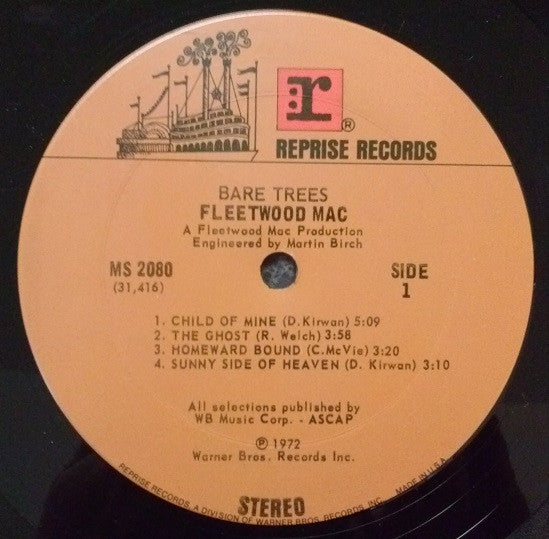 r
®
REPRISE RECORDS
BARE TREES
FLEETWOOD MAC
A Fleetwood Mac Production
Engineered by Martin Birch
MS 2080
(31,416)
SIDE
1
1. CHILD OF MINE (D.Kirwan) 5:09
2. THE GHOST (R. Welch) 3:58
3. HOMEWARD BOUND (C.McVie) 3:20
4. SUNNY SIDE OF HEAVEN (D. Kirwan) 3:10
All selections published by
WB Music Corp. - ASCAP
℗ 1972
Warner Bros. Records Inc.
STEREO
REPRISE RECORDS, A DIVISION OF WARNER BROS. RECORDS, INC. MADE IN U.S.A.